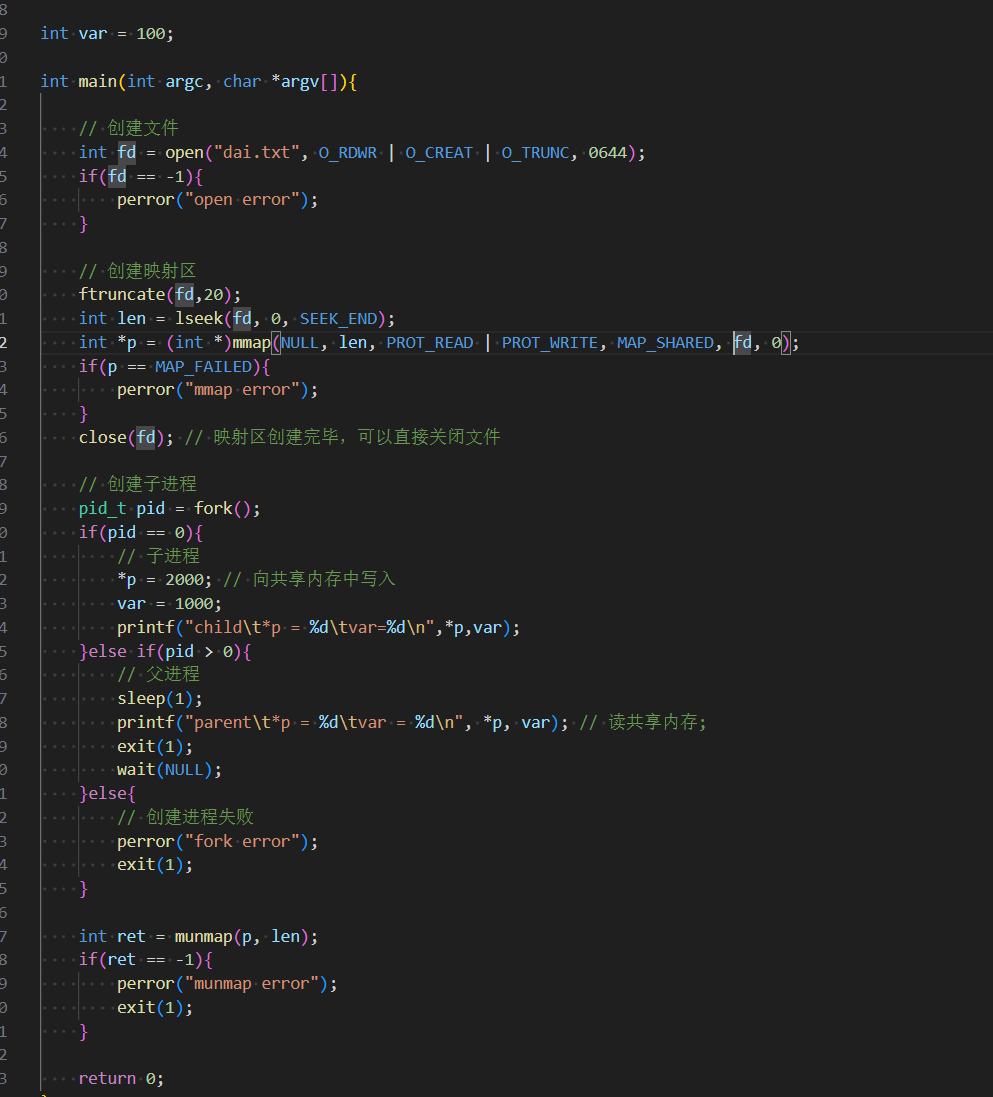 8
9 int var = 100;
0
1 int main(int argc, char *argv[]){
2
3 // 创建文件
4 int fd = open("dai.txt", O_RDWR | O_CREAT | O_TRUNC, 0644);
5 if(fd == -1){
6 perror("open error");
7 }
8
9 // 创建映射区
0 ftruncate(fd,20);
1 int len = lseek(fd, 0, SEEK_END);
2 int *p = (int *)mmap(NULL, len, PROT_READ | PROT_WRITE, MAP_SHARED, fd, 0);
3 if(p == MAP_FAILED){
4 perror("mmap error");
5 }
6 close(fd); // 映射区创建完毕，可以直接关闭文件
7
8 // 创建子进程
9 pid_t pid = fork();
0 if(pid == 0){
1 // 子进程
2 *p = 2000; // 向共享内存中写入
3 var = 1000;
4 printf("child\t*p = %d\tvar=%d\n",*p,var);
5 }else if(pid > 0){
6 // 父进程
7 sleep(1);
8 printf("parent\t*p = %d\tvar = %d\n", *p, var); // 读共享内存;
9 exit(1);
0 wait(NULL);
1 }else{
2 // 创建进程失败
3 perror("fork error");
4 exit(1);
5 }
6
7 int ret = munmap(p, len);
8 if(ret == -1){
9 perror("munmap error");
0 exit(1);
1 }
2
3 return 0;